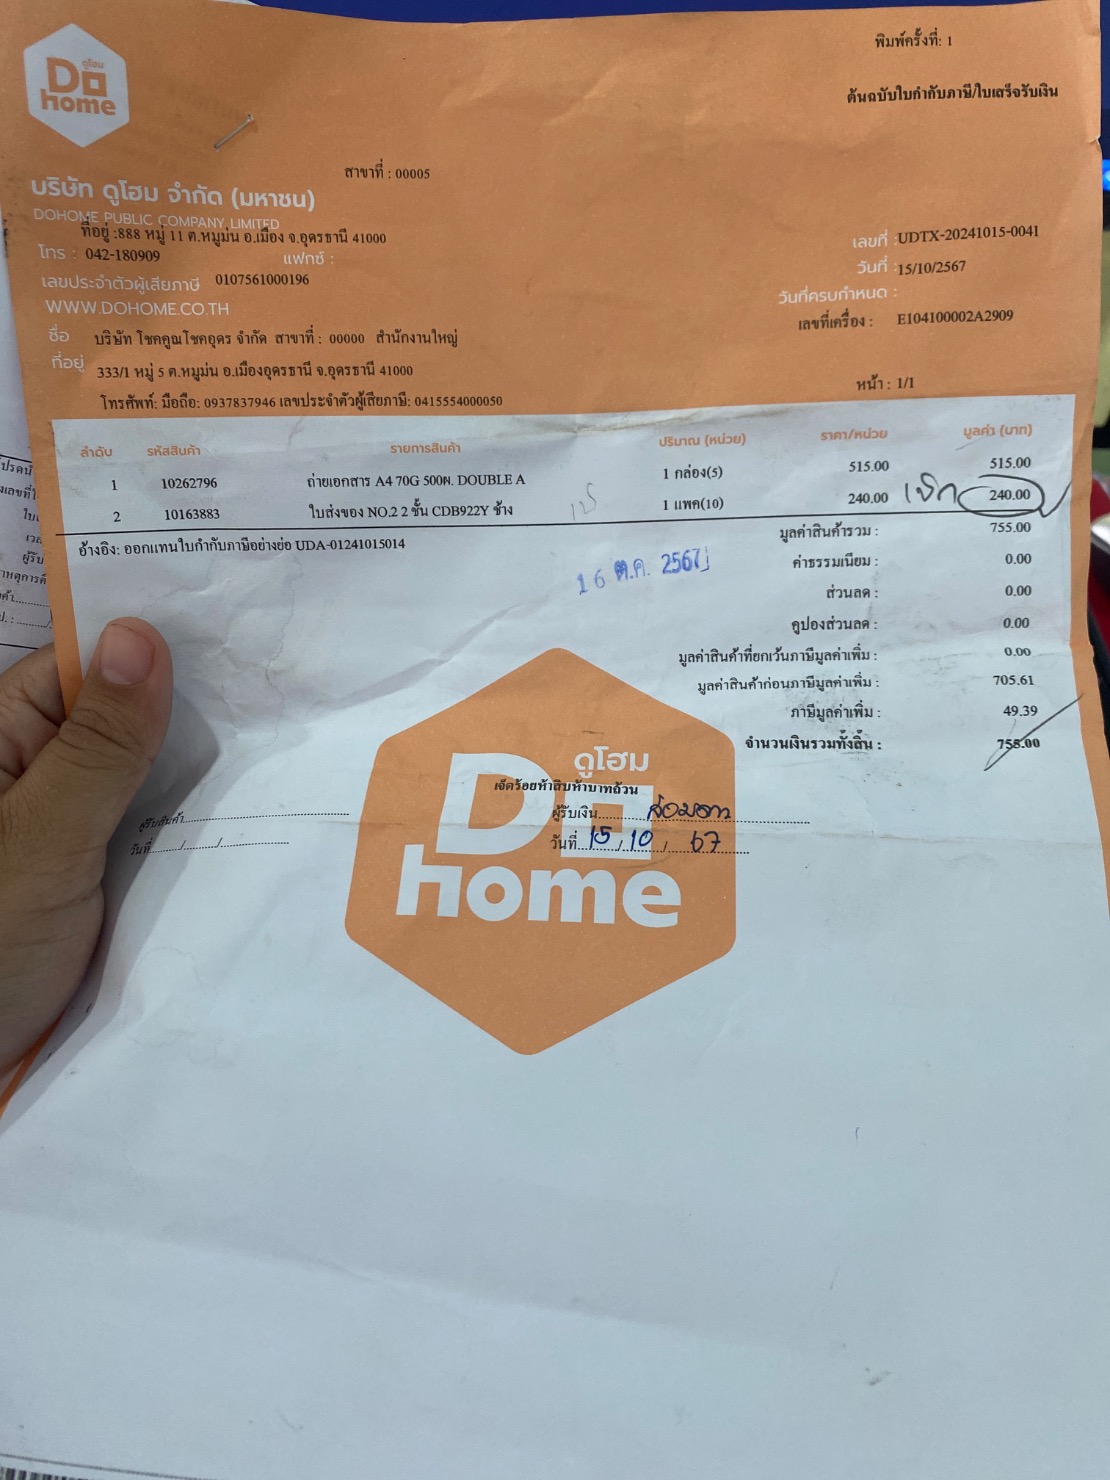 ดูโฮม
Do
home
พิมพ์ครั้งที่: 1
ต้นฉบับใบกำกับภาษี/ใบเสร็จรับเงิน
สาขาที่ : 00005
บริษัท ดูโฮม จำกัด (มหาชน)
DOHOME PUBLIC COMPANY LIMITED
ที่อยู่ :888 หมู่ 11 ต.หมูม่น อ.เมือง จ.อุดรธานี 41000
เลขที่ :UDTX-20241015-0041
โทร : 042-180909 แฟกซ์ :
วันที่ :15/10/2567
เลขประจำตัวผู้เสียภาษี 0107561000196
วันที่ครบกำหนด :
WWW.DOHOME.CO.TH
เลขที่เครื่อง : E104100002A2909
ชื่อ บริษัท โชคคูณโชคอุดร จำกัด สาขาที่ : 00000 สำนักงานใหญ่
ที่อยู่ 333/1 หมู่ 5 ต.หมูม่น อ.เมืองอุดรธานี จ.อุดรธานี 41000
หน้า : 1/1
โทรศัพท์: มือถือ: 0937837946 เลขประจำตัวผู้เสียภาษี: 0415554000050
ลำดับ รหัสสินค้า รายการสินค้า ปริมาณ (หน่วย) ราคา/หน่วย มูลค่า (บาท)
1 10262796 ถ่ายเอกสาร A4 70G 500ผ. DOUBLE A 1 กล่อง(5) 515.00 515.00
2 10163883 ใบส่งของ NO.2 2 ชั้น CDB922Y ช้าง 1 แพค(10) 240.00 เบิก 240.00
อ้างอิง: ออกแทนใบกำกับภาษีอย่างย่อ UDA-01241015014
มูลค่าสินค้ารวม : 755.00
16 ต.ค. 2567
ค่าธรรมเนียม : 0.00
ส่วนลด : 0.00
คูปองส่วนลด : 0.00
มูลค่าสินค้าที่ยกเว้นภาษีมูลค่าเพิ่ม : 0.00
มูลค่าสินค้าก่อนภาษีมูลค่าเพิ่ม : 705.61
ภาษีมูลค่าเพิ่ม : 49.39
จำนวนเงินรวมทั้งสิ้น : 755.00
ดูโฮม
Do
home
เจ็ดร้อยห้าสิบห้าบาทถ้วน
ผู้รับสินค้า
ผู้รับเงิน
วันที่ / /
วันที่ 15 / 10 / 67